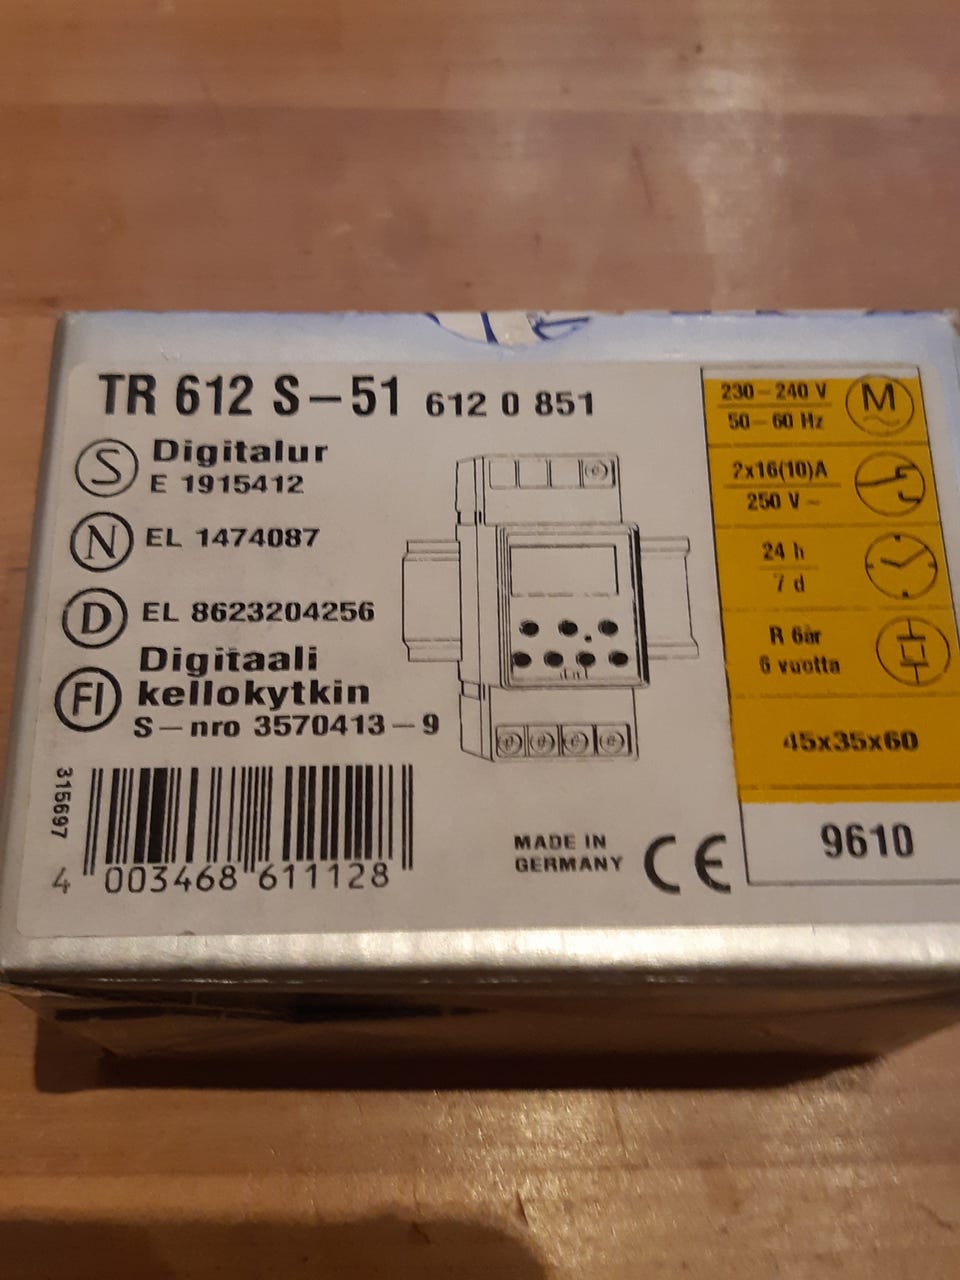 TR 612 S-51 612 0 851
S Digitalur
E 1915412
N EL 1474087
D EL 8623204256
FI Digitaali
kellokytkin
S-nro 3570413-9
315697
4 003468 611128
MADE IN
GERMANY
CE
230-240 V
50-60 Hz
M
2x16(10)A
250 V~
24 h
7 d
R 6år
6 vuotta
45x35x60
9610